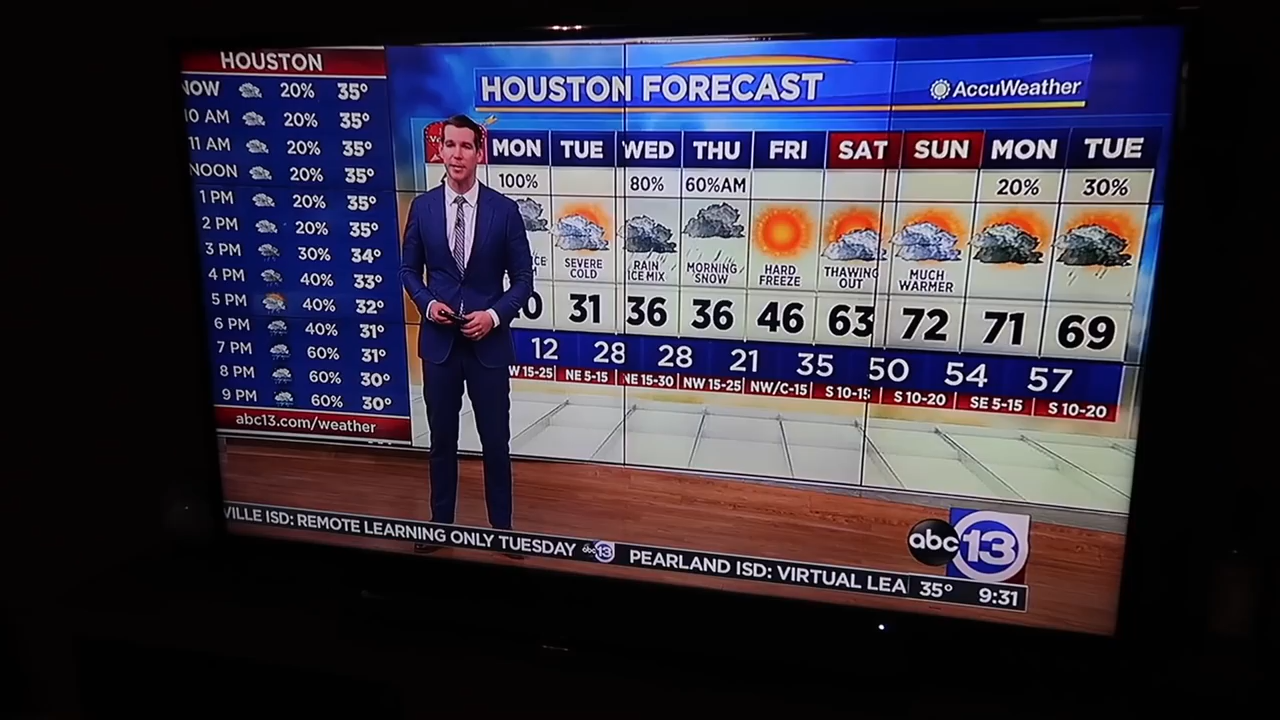 HOUSTON
NOW 20% 35°
10 AM 20% 35°
11 AM 20% 35°
NOON 20% 35°
1 PM 20% 35°
2 PM 20% 35°
3 PM 30% 34°
4 PM 40% 33°
5 PM 40% 32°
6 PM 40% 31°
7 PM 60% 31°
8 PM 60% 30°
9 PM 60% 30°
abc13.com/weather
HOUSTON FORECAST
AccuWeather
MON TUE WED THU FRI SAT SUN MON TUE
100% 80% 60%AM 20% 30%
SEVERE COLD
RAIN/ICE MIX
MORNING SNOW
HARD FREEZE
THAWING OUT
MUCH WARMER
31 36 36 46 63 72 71 69
12 28 28 21 35 50 54 57
W 15-25 NE 5-15 NE 15-30 NW 15-25 NW/C-15 S 10-15 S 10-20 SE 5-15 S 10-20
abc 13
VILLE ISD: REMOTE LEARNING ONLY TUESDAY abc13 PEARLAND ISD: VIRTUAL LEA 35° 9:31